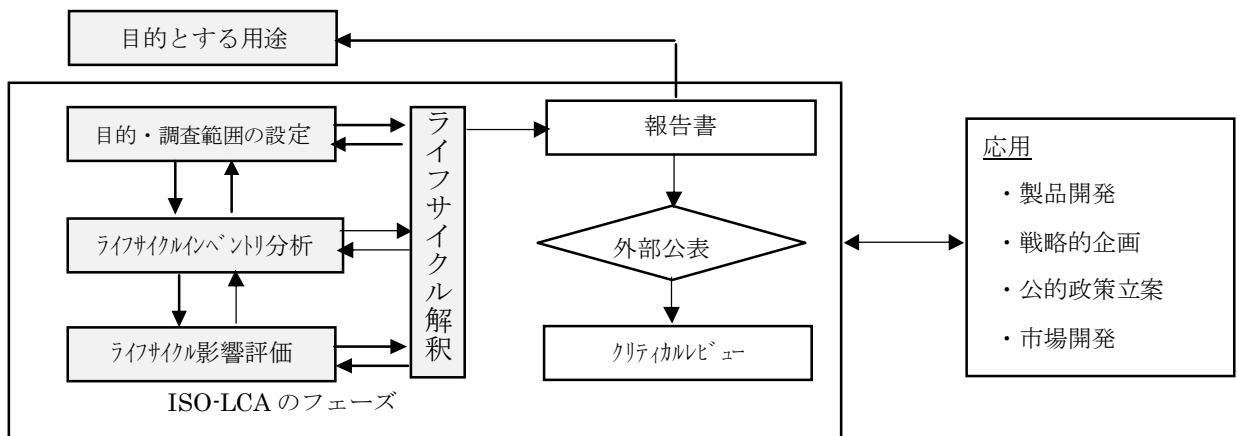 目的とする用途
目的・調査範囲の設定
ﾗｲﾌｻｲｸﾙｲﾝﾍﾞﾝﾄﾘ分析
ﾗｲﾌｻｲｸﾙ影響評価
ISO-LCA のフェーズ
ライフサイクル解釈
報告書
外部公表
ｸﾘﾃｨｶﾙﾚﾋﾞｭｰ
応用
・製品開発
・戦略的企画
・公的政策立案
・市場開発